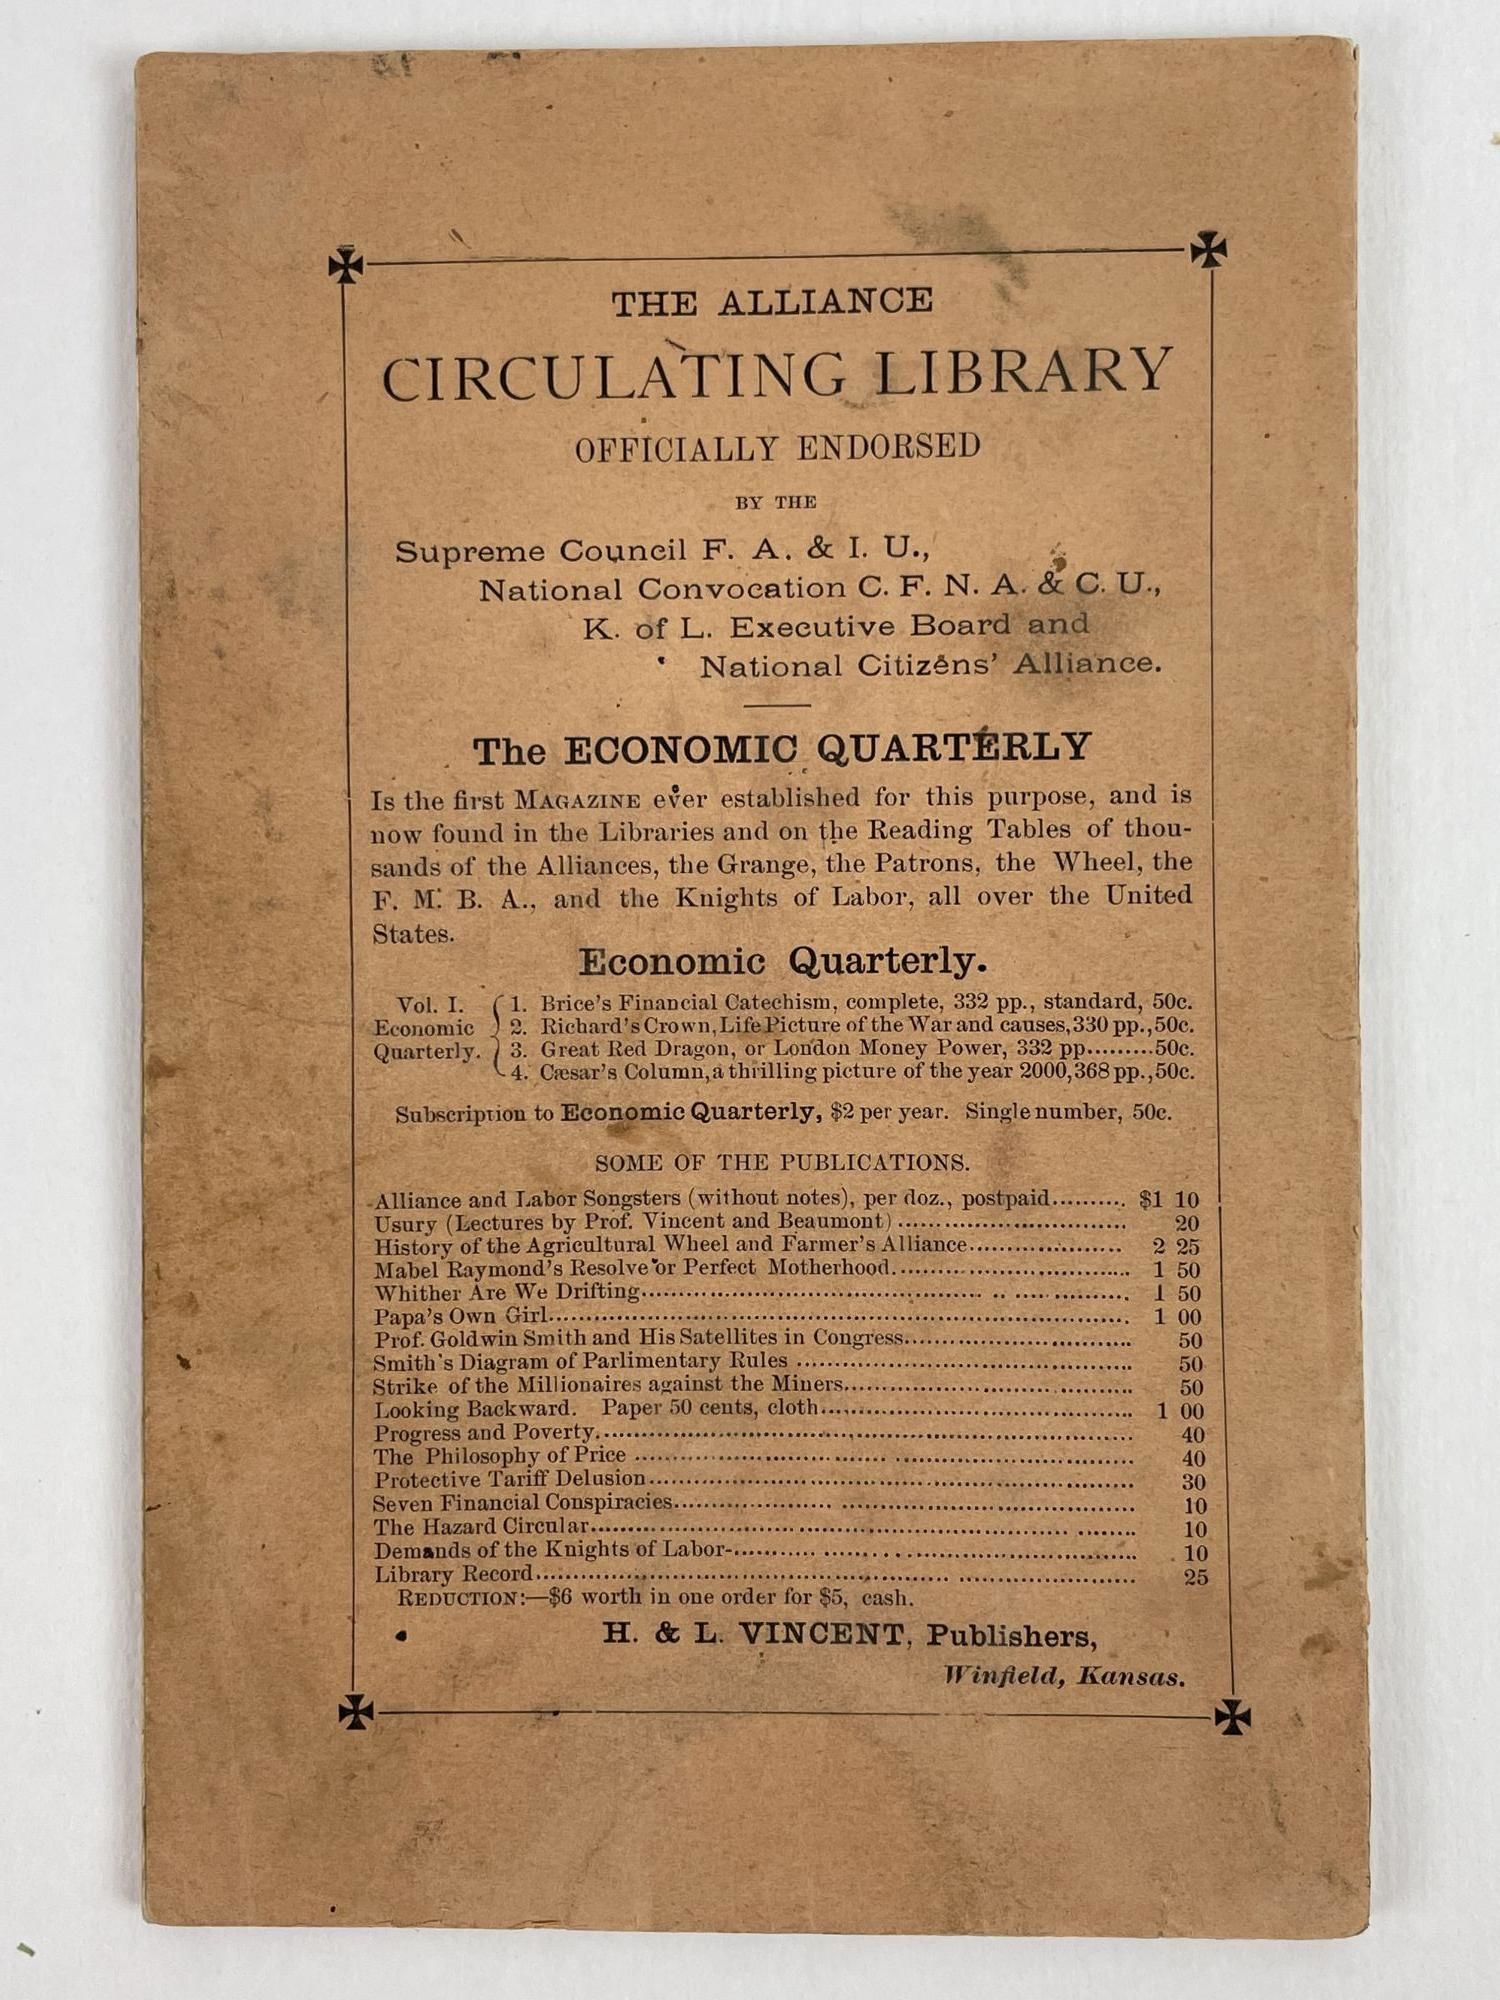 THE ALLIANCE
CIRCULATING LIBRARY
OFFICIALLY ENDORSED
BY THE
Supreme Council F. A. & I. U.,
National Convocation C. F. N. A. & C. U.,
K. of L. Executive Board and
National Citizens' Alliance.
The ECONOMIC QUARTERLY
Is the first MAGAZINE ever established for this purpose, and is
now found in the Libraries and on the Reading Tables of thou-
sands of the Alliances, the Grange, the Patrons, the Wheel, the
F. M. B. A., and the Knights of Labor, all over the United
States.
Economic Quarterly.
Vol. I. Economic Quarterly.
1. Brice's Financial Catechism, complete, 332 pp., standard, 50c.
2. Richard's Crown, Life Picture of the War and causes, 330 pp., 50c.
3. Great Red Dragon, or London Money Power, 332 pp.........50c.
4. Cæsar's Column, a thrilling picture of the year 2000, 368 pp., 50c.
Subscription to Economic Quarterly, $2 per year. Single number, 50c.
SOME OF THE PUBLICATIONS.
Alliance and Labor Songsters (without notes), per doz., postpaid.......... $1 10
Usury (Lectures by Prof. Vincent and Beaumont) .......... 20
History of the Agricultural Wheel and Farmer's Alliance.......... 2 25
Mabel Raymond's Resolve or Perfect Motherhood.......... 1 50
Whither Are We Drifting.......... 1 50
Papa's Own Girl.......... 1 00
Prof. Goldwin Smith and His Satellites in Congress.......... 50
Smith's Diagram of Parlimentary Rules .......... 50
Strike of the Millionaires against the Miners.......... 50
Looking Backward. Paper 50 cents, cloth.......... 1 00
Progress and Poverty.......... 40
The Philosophy of Price .......... 40
Protective Tariff Delusion.......... 30
Seven Financial Conspiracies.......... 10
The Hazard Circular.......... 10
Demands of the Knights of Labor-.......... 10
Library Record.......... 25
REDUCTION:—$6 worth in one order for $5, cash.
H. & L. VINCENT, Publishers,
Winfield, Kansas.